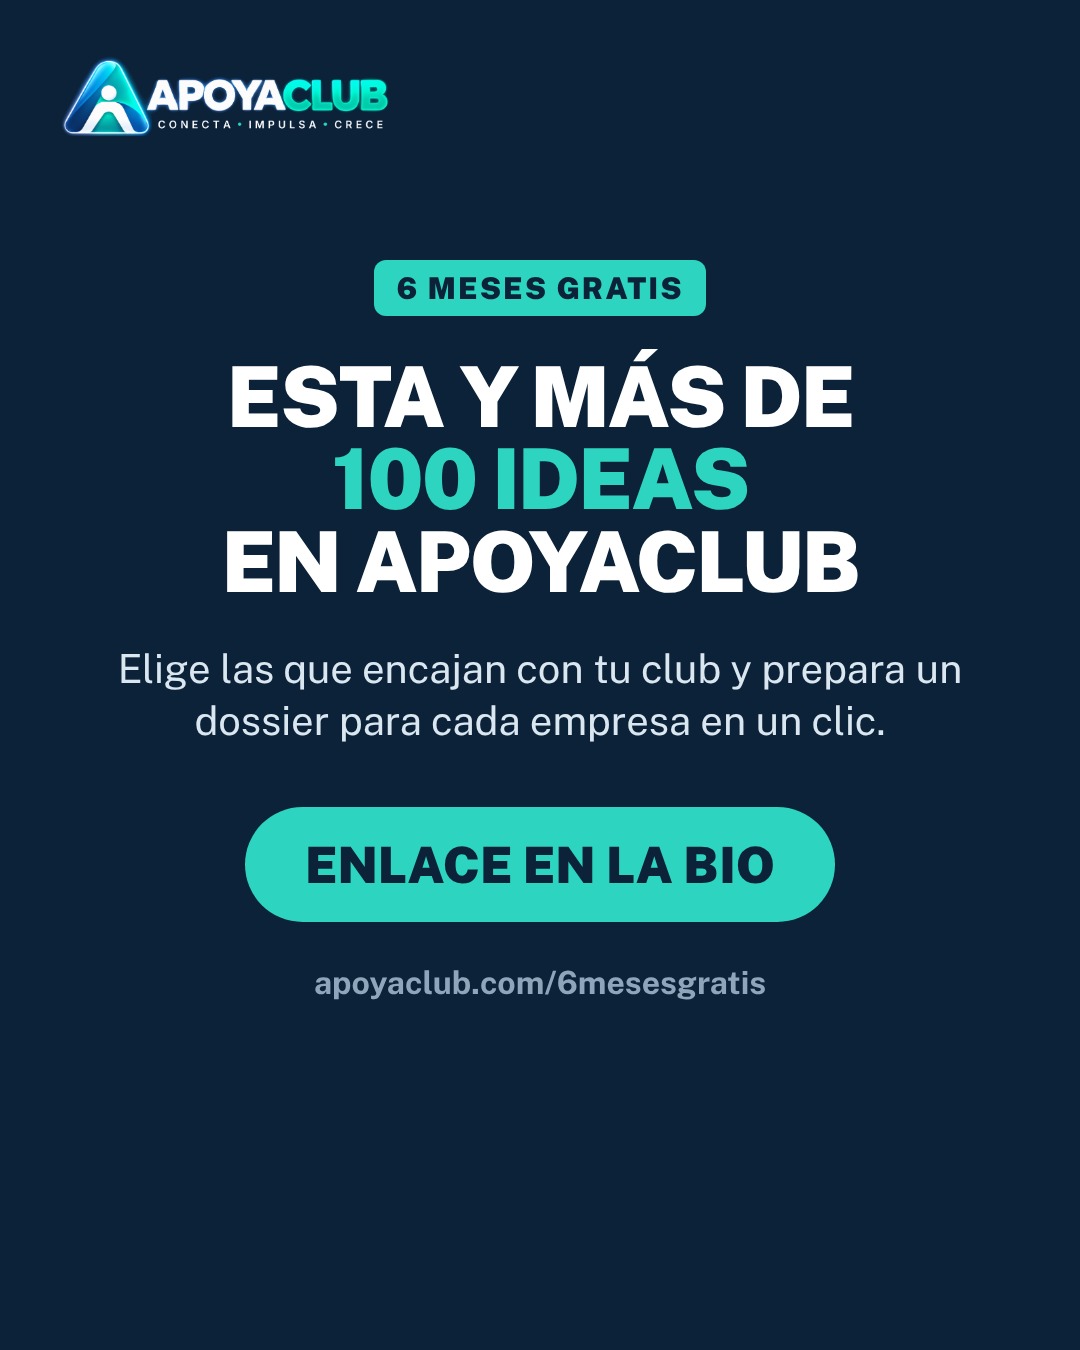 APOYACLUB
CONECTA • IMPULSA • CRECE
6 MESES GRATIS
ESTA Y MÁS DE
100 IDEAS
EN APOYACLUB
Elige las que encajan con tu club y prepara un
dossier para cada empresa en un clic.
ENLACE EN LA BIO
apoyaclub.com/6mesesgratis